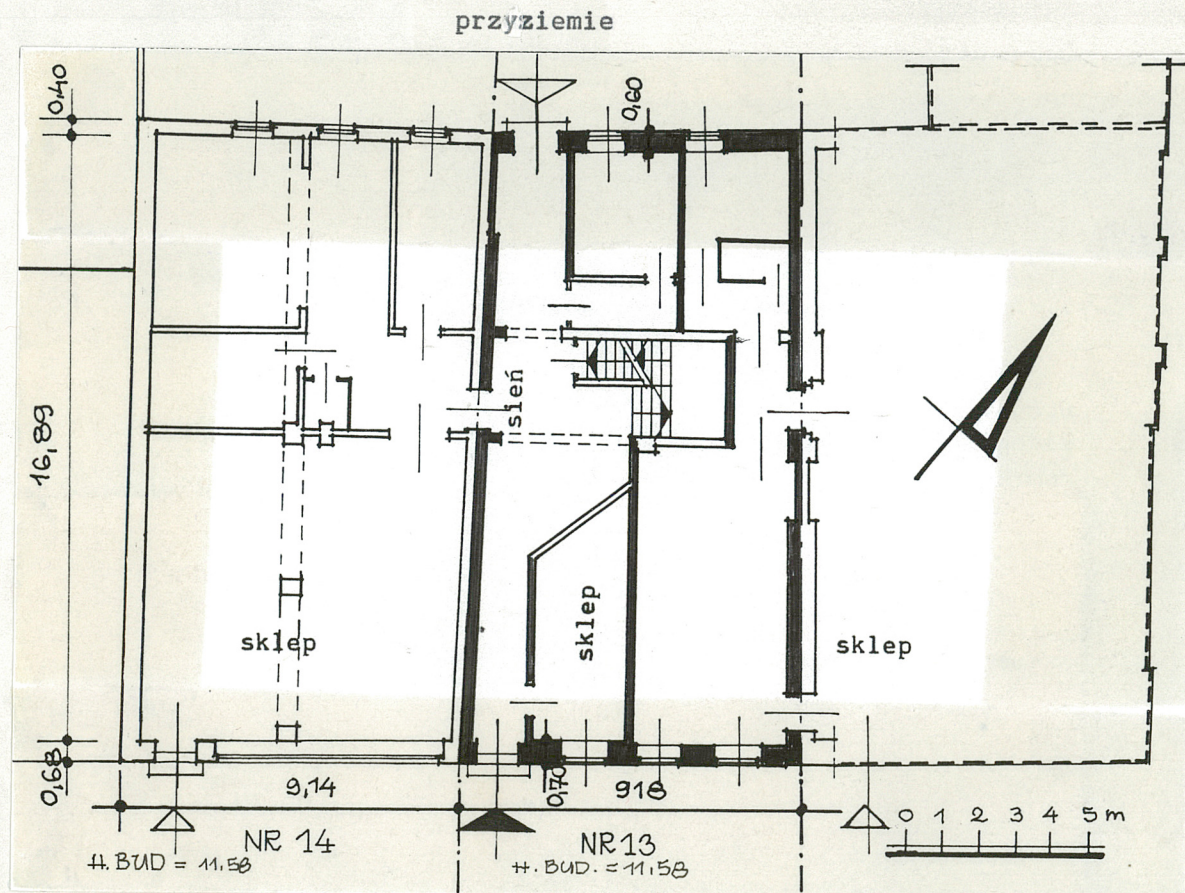 przyziemie
0,40
0,60
16,89
sień
sklep
sklep
sklep
0,68
9,14
0,70
918
0 1 2 3 4 5 m
NR 14
NR 13
H. BUD = 11.58
H. BUD. = 11.58